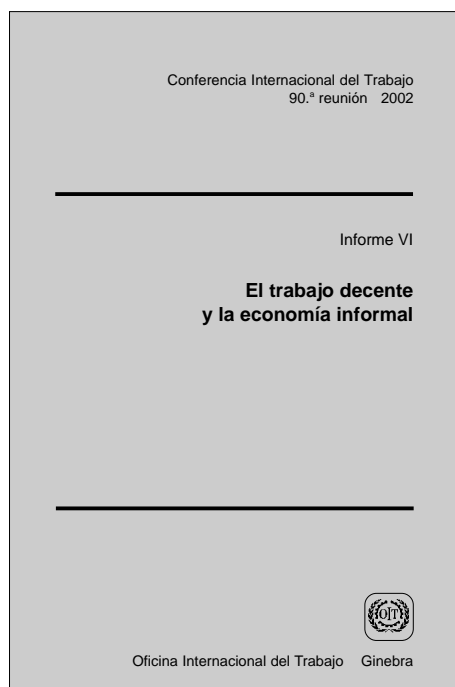 Conferencia Internacional del Trabajo
90.ª reunión 2002
Informe VI
El trabajo decente
y la economía informal
OIT
Oficina Internacional del Trabajo Ginebra